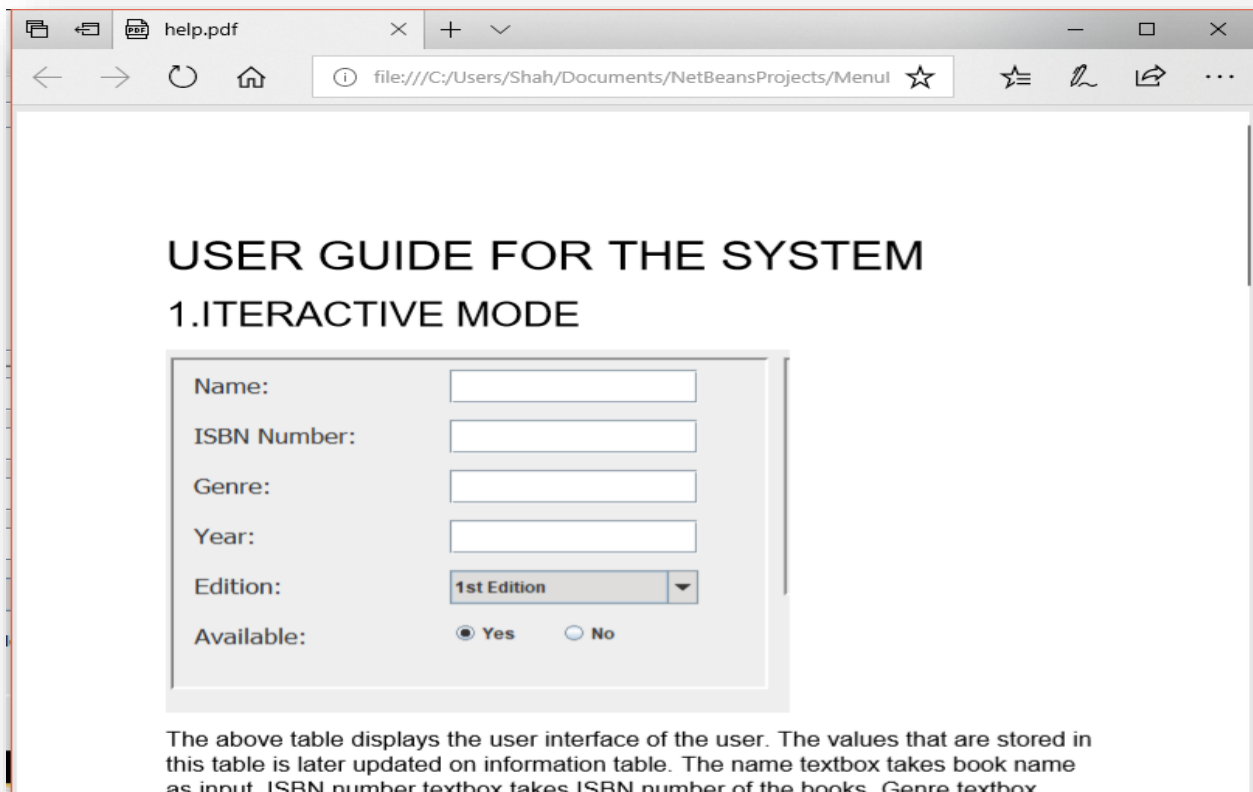 help.pdf
file:///C:/Users/Shah/Documents/NetBeansProjects/MenuI
USER GUIDE FOR THE SYSTEM
1.ITERACTIVE MODE
Name:
ISBN Number:
Genre:
Year:
Edition: 1st Edition
Available: Yes No
The above table displays the user interface of the user. The values that are stored in
this table is later updated on information table. The name textbox takes book name
as input. ISBN number textbox takes ISBN number of the books. Genre textbox